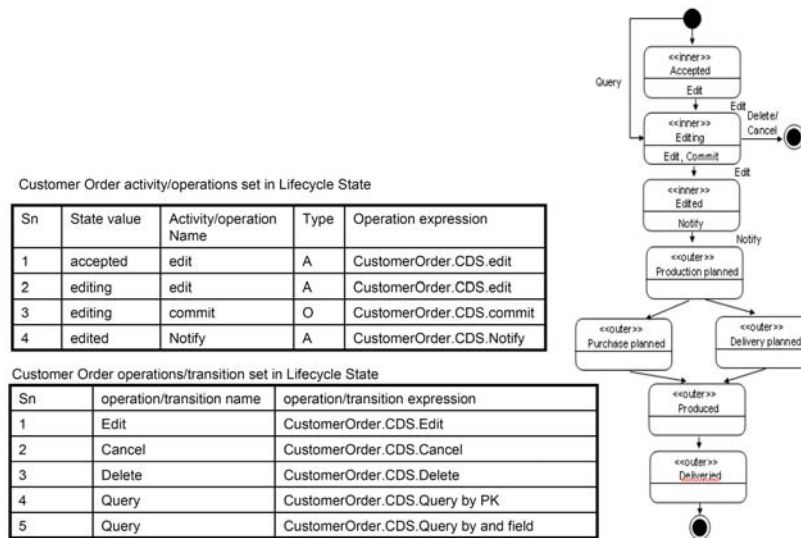 Customer Order activity/operations set in Lifecycle State
Sn State value Activity/operation Name Type Operation expression
1 accepted edit A CustomerOrder.CDS.edit
2 editing edit A CustomerOrder.CDS.edit
3 editing commit O CustomerOrder.CDS.commit
4 edited Notify A CustomerOrder.CDS.Notify
Customer Order operations/transition set in Lifecycle State
Sn operation/transition name operation/transition expression
1 Edit CustomerOrder.CDS.Edit
2 Cancel CustomerOrder.CDS.Cancel
3 Delete CustomerOrder.CDS.Delete
4 Query CustomerOrder.CDS.Query by PK
5 Query CustomerOrder.CDS.Query by and field
Query
<<inner>>
Accepted
Edit
Edit
Delete/
Cancel
<<inner>>
Editing
Edit, Commit
Edit
<<inner>>
Edited
Notify
Notify
<<outer>>
Production planned
<<outer>>
Purchase planned
<<outer>>
Delivery planned
<<outer>>
Produced
<<outer>>
Deliverjed